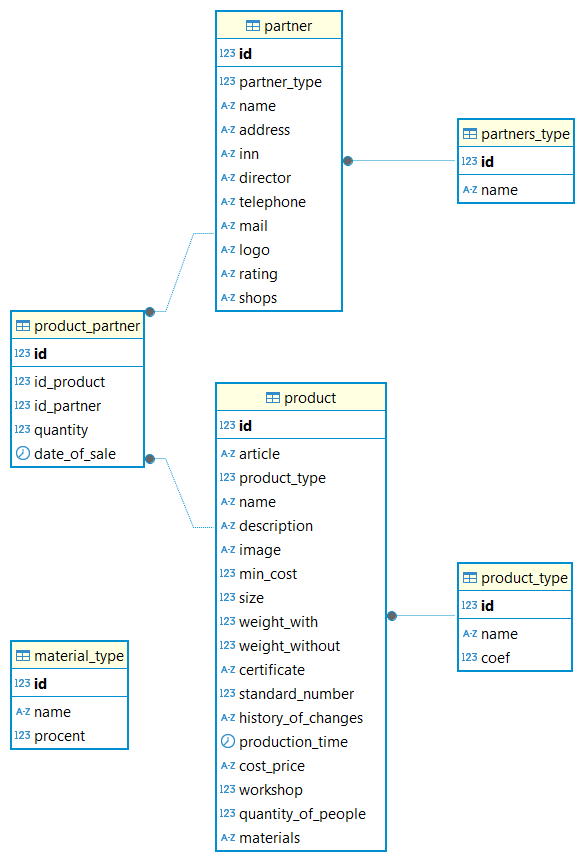 partner
123 id
123 partner_type
A-Z name
A-Z address
A-Z inn
A-Z director
A-Z telephone
A-Z mail
A-Z logo
A-Z rating
A-Z shops
partners_type
123 id
A-Z name
product_partner
123 id
123 id_product
123 id_partner
123 quantity
date_of_sale
product
123 id
A-Z article
123 product_type
A-Z name
A-Z description
A-Z image
123 min_cost
123 size
123 weight_with
123 weight_without
A-Z certificate
123 standard_number
A-Z history_of_changes
production_time
A-Z cost_price
123 workshop
123 quantity_of_people
A-Z materials
product_type
123 id
A-Z name
123 coef
material_type
123 id
A-Z name
123 procent